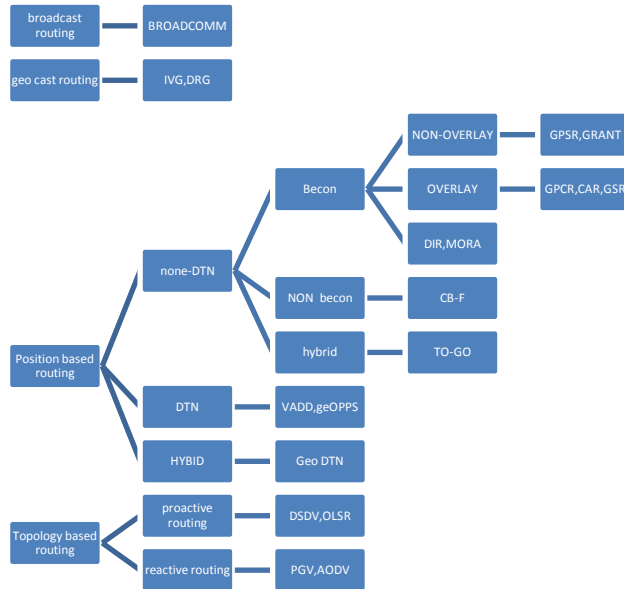 broadcast
routing
BROADCOMM
geo cast routing
IVG,DRG
NON-OVERLAY
GPSR,GRANT
Becon
OVERLAY
GPCR,CAR,GSR
DIR,MORA
none-DTN
NON becon
CB-F
hybrid
TO-GO
Position based
routing
DTN
VADD,geOPPS
HYBID
Geo DTN
proactive
routing
DSDV,OLSR
Topology based
routing
reactive routing
PGV,AODV